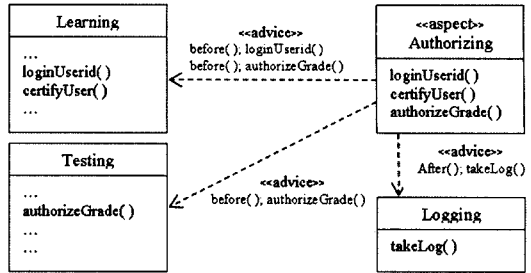 Learning
...
loginUserid()
certifyUser()
...
<<advice>>
before(); loginUserid()
before(); authorizeGrade()
<<aspect>>
Authorizing
loginUserid()
certifyUser()
authorizeGrade()
Testing
...
authorizeGrade()
...
...
<<advice>>
before(); authorizeGrade()
<<advice>>
After(); takeLog()
Logging
takeLog()